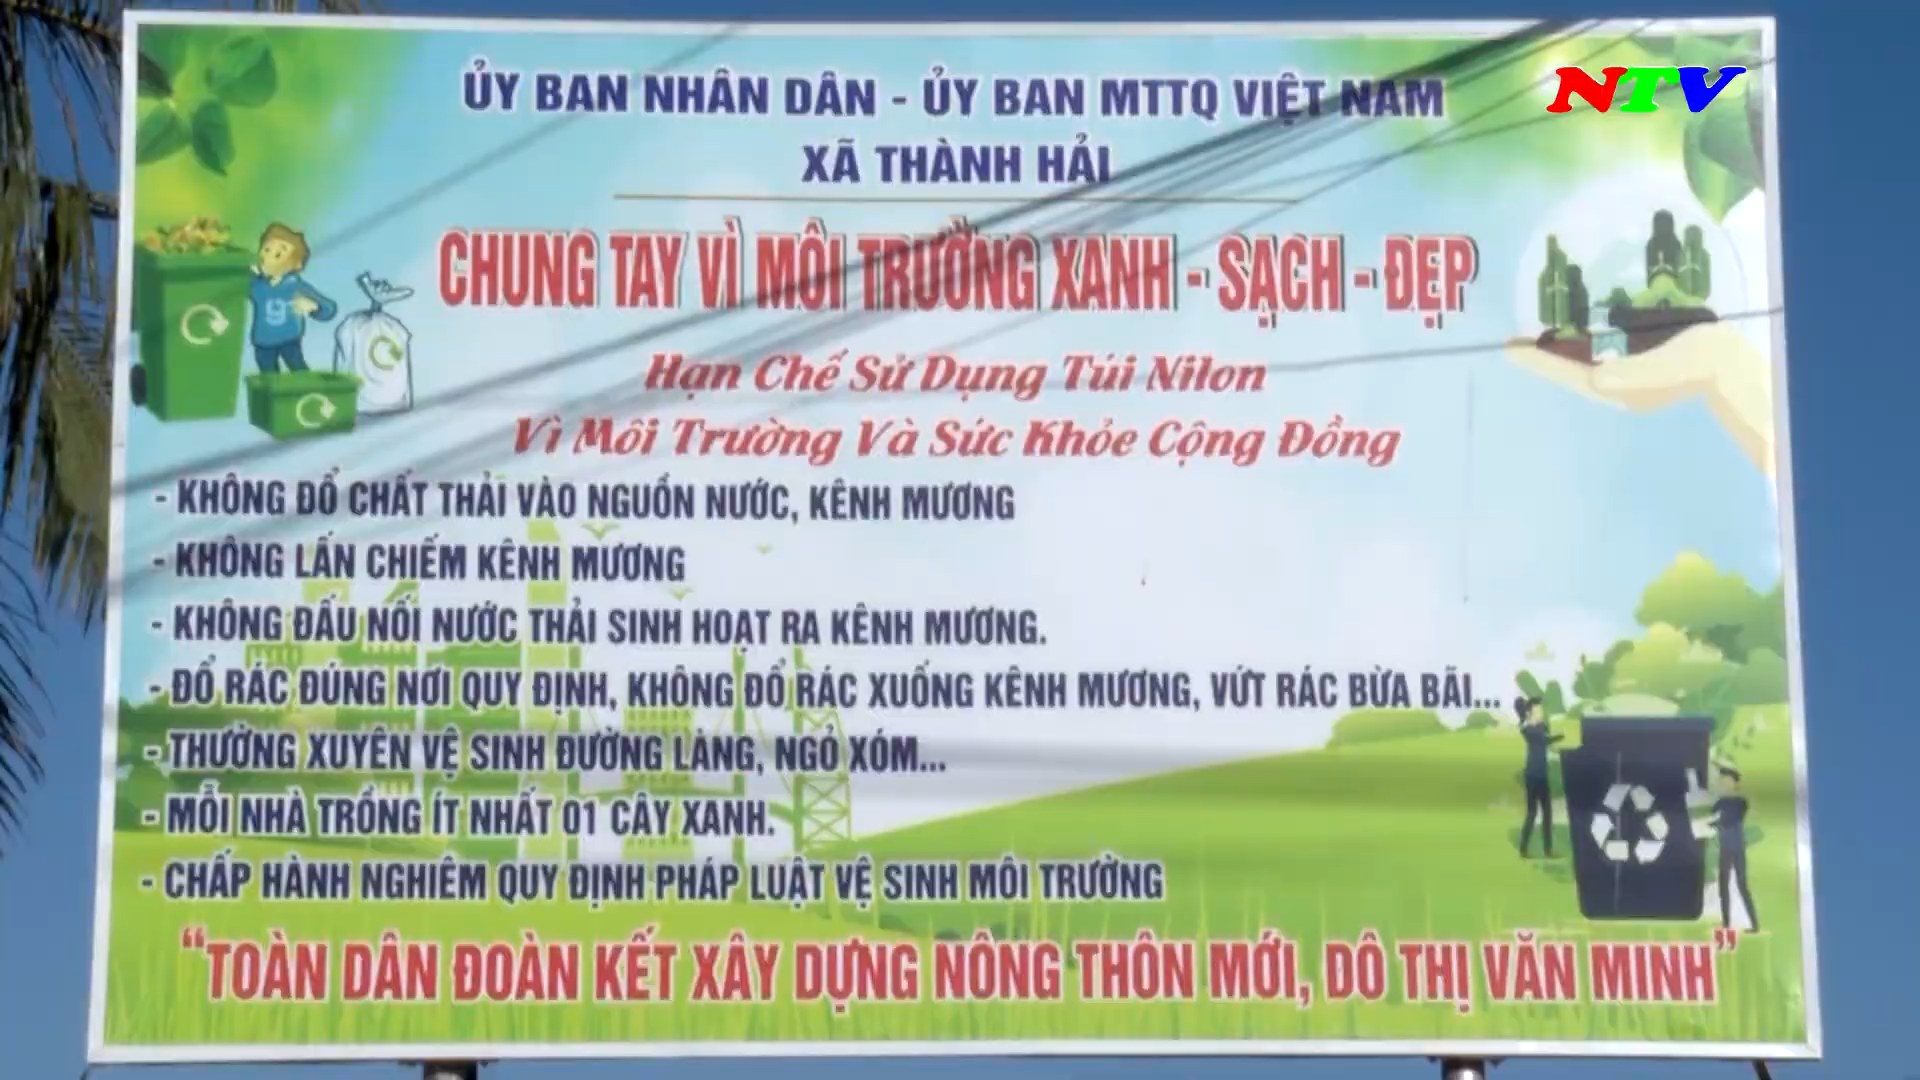 ỦY BAN NHÂN DÂN - ỦY BAN MTTQ VIỆT NAM
NTV
XÃ THÀNH HẢI
CHUNG TAY VÌ MÔI TRƯỜNG XANH - SẠCH - ĐẸP
Hạn Chế Sử Dụng Túi Nilon
Vì Môi Trường Và Sức Khỏe Cộng Đồng
- KHÔNG ĐỔ CHẤT THẢI VÀO NGUỒN NƯỚC, KÊNH MƯƠNG
- KHÔNG LẤN CHIẾM KÊNH MƯƠNG
- KHÔNG ĐẤU NỐI NƯỚC THẢI SINH HOẠT RA KÊNH MƯƠNG.
- ĐỔ RÁC ĐÚNG NƠI QUY ĐỊNH, KHÔNG ĐỔ RÁC XUỐNG KÊNH MƯƠNG, VỨT RÁC BỪA BÃI...
- THƯỜNG XUYÊN VỆ SINH ĐƯỜNG LÀNG, NGỎ XÓM...
- MỖI NHÀ TRỒNG ÍT NHẤT 01 CÂY XANH.
- CHẤP HÀNH NGHIÊM QUY ĐỊNH PHÁP LUẬT VỆ SINH MÔI TRƯỜNG
“TOÀN DÂN ĐOÀN KẾT XÂY DỰNG NÔNG THÔN MỚI, DÔ THỊ VĂN MINH”